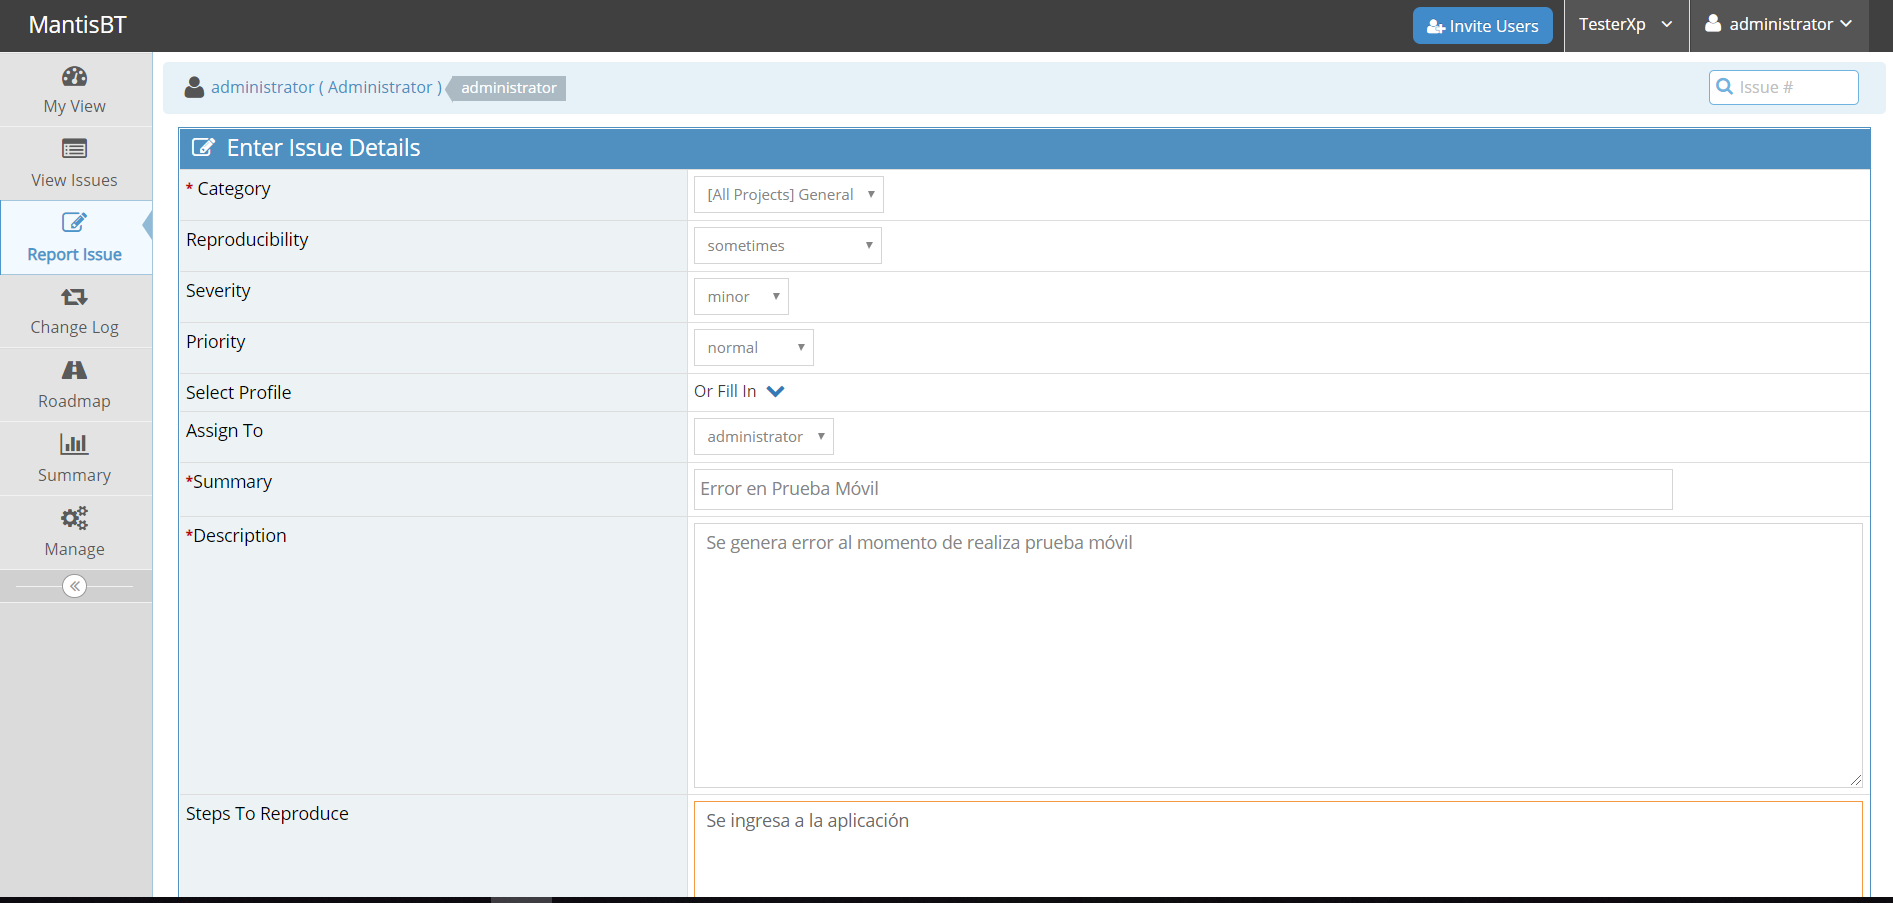 MantisBT
Invite Users
TesterXp
administrator
My View
View Issues
Report Issue
Change Log
Roadmap
Summary
Manage
administrator ( Administrator ) administrator
Issue #
Enter Issue Details
* Category
[All Projects] General
Reproducibility
sometimes
Severity
minor
Priority
normal
Select Profile
Or Fill In
Assign To
administrator
*Summary
Error en Prueba Móvil
*Description
Se genera error al momento de realiza prueba móvil
Steps To Reproduce
Se ingresa a la aplicación